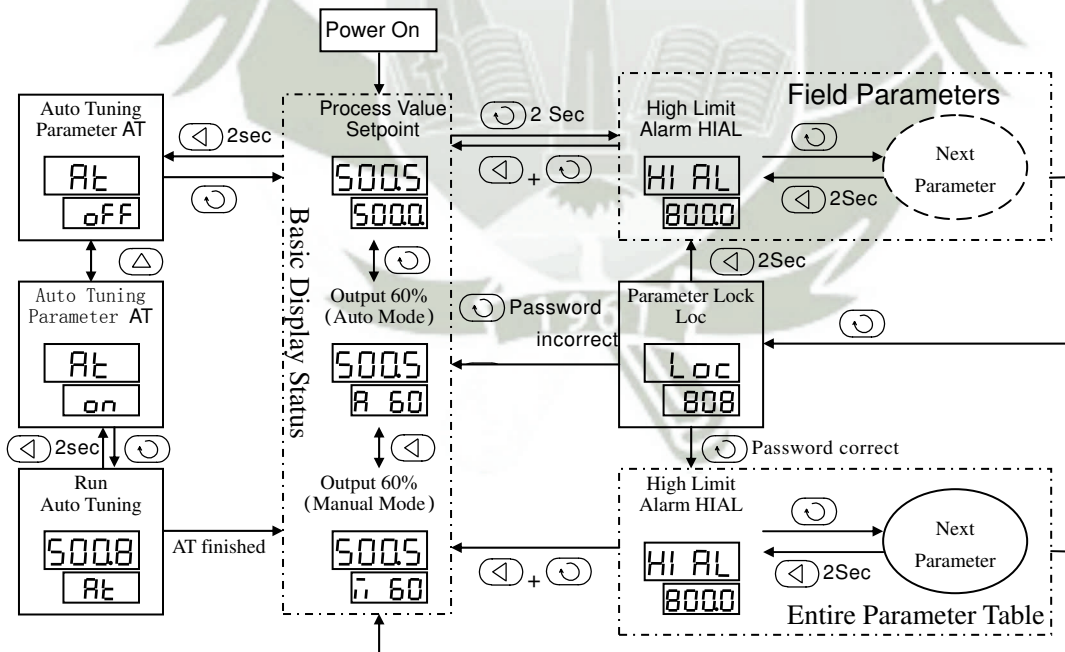 Power On
Auto Tuning
Parameter AT
At
oFF
2sec
Auto Tuning
Parameter AT
At
on
2sec
Run
Auto Tuning
500.8
At
AT finished
Basic Display Status
Process Value
Setpoint
500.5
500.0.
Output 60%
(Auto Mode)
500.5
A 60
Output 60%
(Manual Mode)
500.5
60
2 Sec
+
Password
incorrect
+
Field Parameters
High Limit
Alarm HIAL
HI AL
800.0
Next
Parameter
2Sec
2Sec
Parameter Lock
Loc
Loc
808
Password correct
High Limit
Alarm HIAL
HI AL
800.0
Next
Parameter
2Sec
Entire Parameter Table
1961